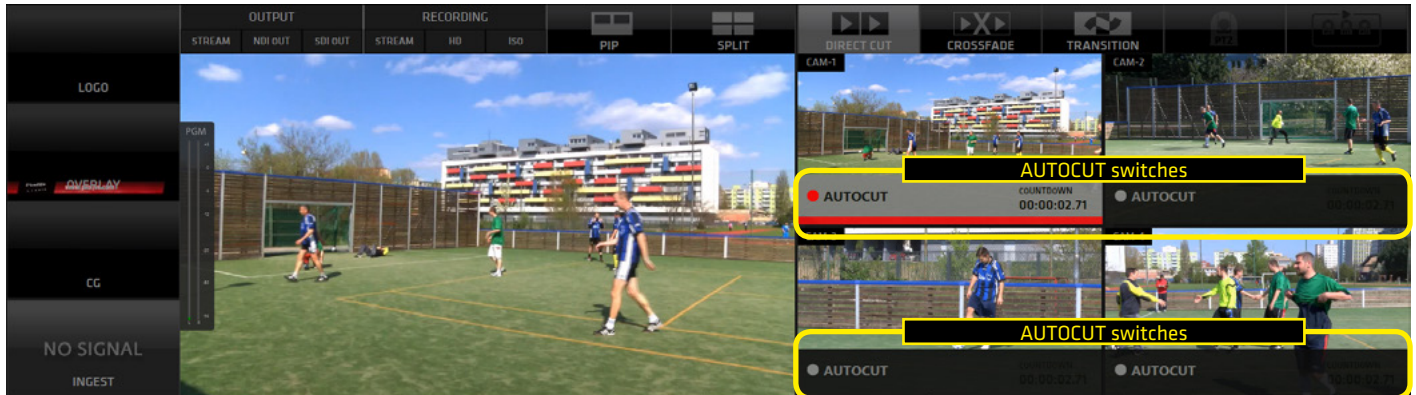 OUTPUT
RECORDING
STREAM NDI OUT SDI OUT STREAM HD ISO
PIP
SPLIT
DIRECT CUT
CROSSFADE
TRANSITION
PTZ
LOGO
CAM-1
CAM-2
PGM
OVERLAY
AUTOCUT switches
AUTOCUT
COUNTDOWN
00:00:02.71
AUTOCUT
COUNTDOWN
00:00:02.71
CG
AUTOCUT switches
NO SIGNAL
INGEST
AUTOCUT
COUNTDOWN
00:00:02.71
AUTOCUT
COUNTDOWN
00:00:02.71